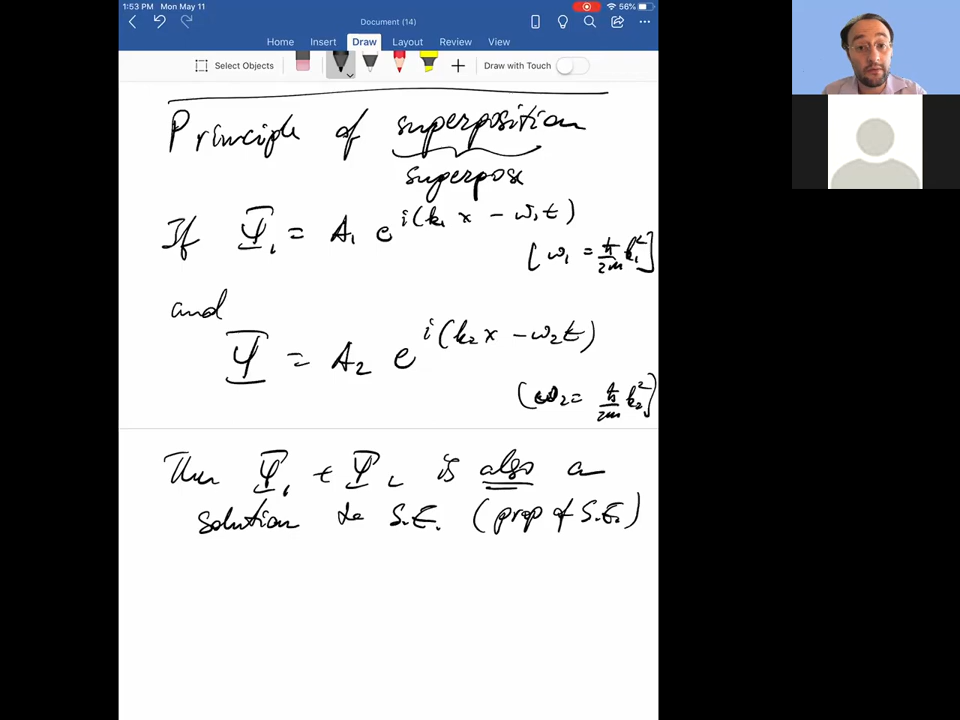 1:53 PM Mon May 11
56%
Document (14)
Home Insert Draw Layout Review View
Select Objects
Draw with Touch
Principle of superposition
superpose
If Ψ₁ = A₁ e^{i(k₁x - ω₁t)}
[ω₁ = ħ/2m k₁²]
and
Ψ = A₂ e^{i(k₂x - ω₂t)}
(ω₂ = ħ/2m k₂²]
Then Ψ₁ + Ψ₂ is also a
solution to S.E. (prop of S.E.)